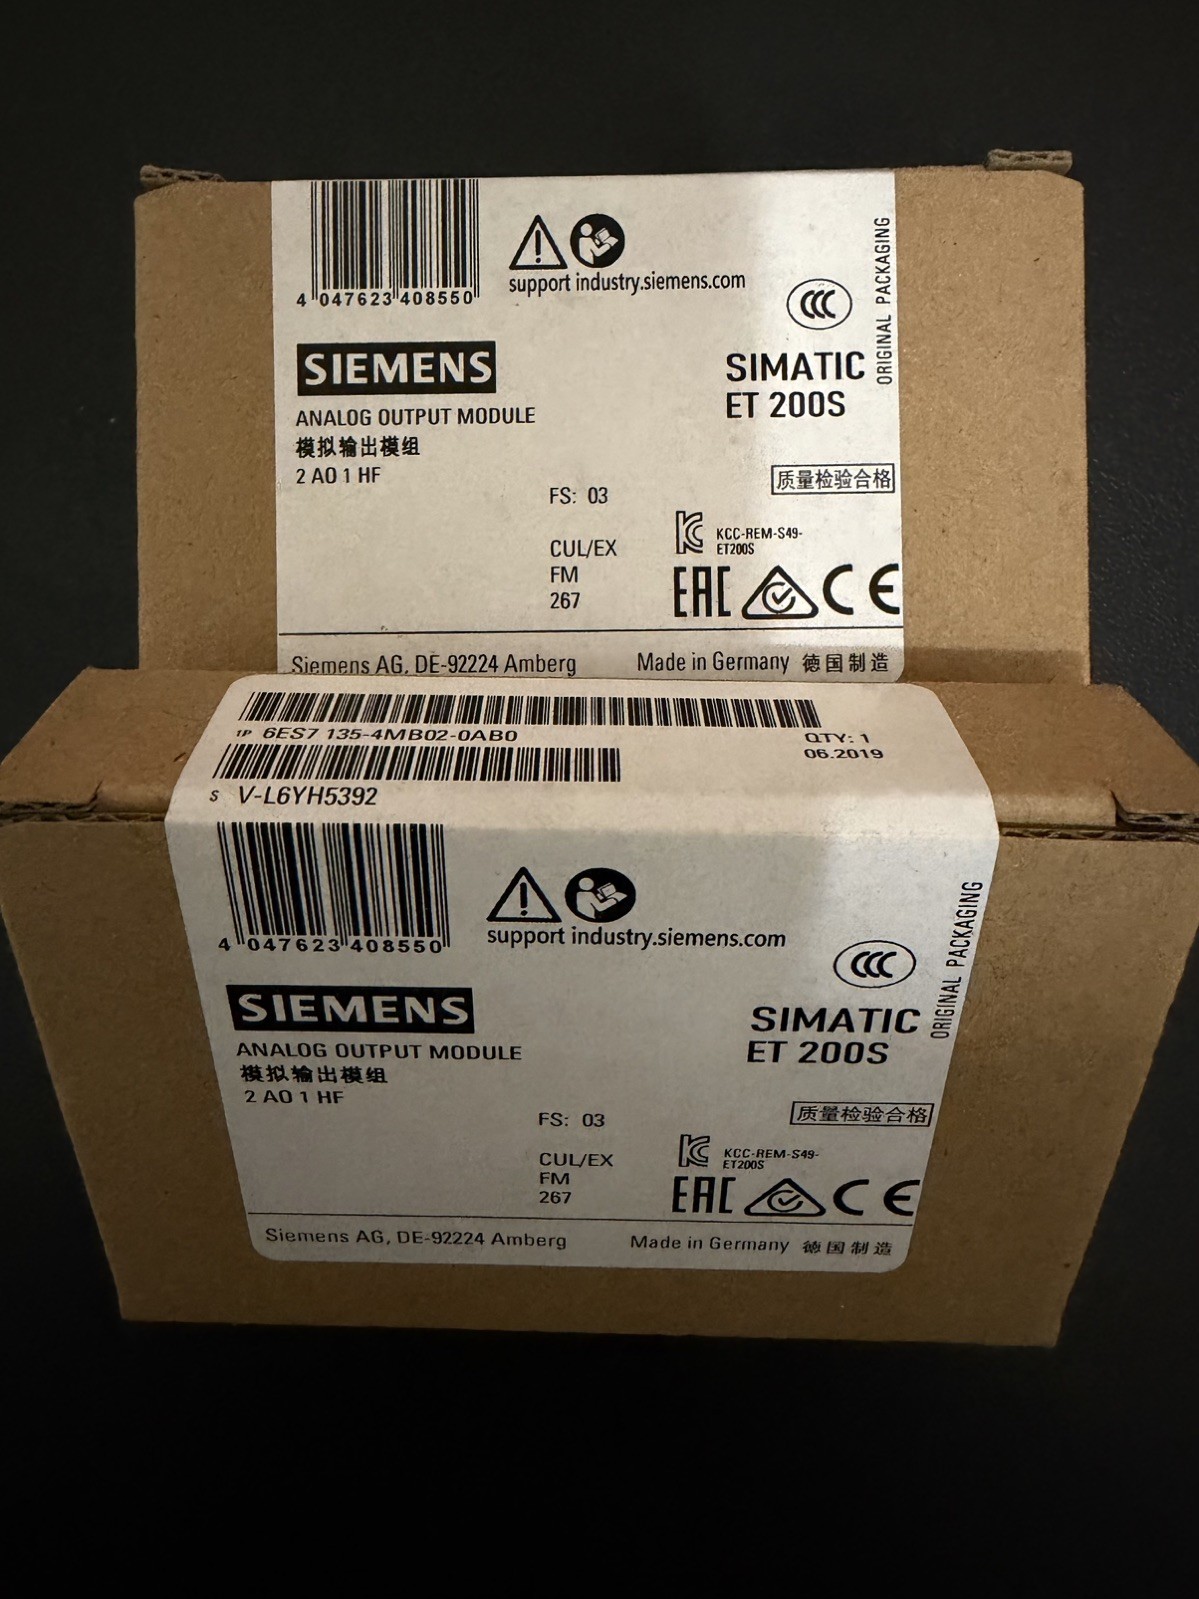 4 047623 408550
support industry.siemens.com
CCC
ORIGINAL PACKAGING
SIEMENS
SIMATIC
ET 200S
ANALOG OUTPUT MODULE
模拟输出模组
2 AO 1 HF
质量检验合格
FS: 03
KCC-REM-S49-
ET200S
CUL/EX
FM
267
EAC CE
Siemens AG, DE-92224 Amberg
Made in Germany 德国制造
1P 6ES7 135-4MB02-0AB0
QTY: 1
06.2019
S V-L6YH5392
4 047623 408550
support industry.siemens.com
CCC
ORIGINAL PACKAGING
SIEMENS
SIMATIC
ET 200S
ANALOG OUTPUT MODULE
模拟输出模组
2 AO 1 HF
质量检验合格
FS: 03
KCC-REM-S49-
ET200S
CUL/EX
FM
267
EAC CE
Siemens AG, DE-92224 Amberg
Made in Germany 德国制造